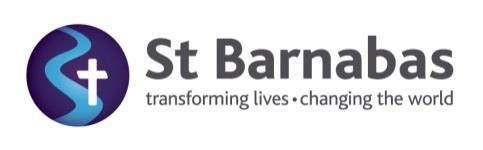 St Barnabas
transforming lives • changing the world